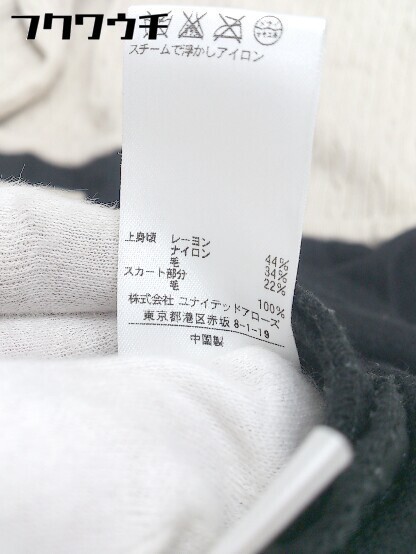 フクワウチ
スチームで浮かしアイロン
上身頃 レーヨン 44%
ナイロン 34%
毛 22%
スカート部分
毛 100%
株式会社 ユナイテッドアローズ
東京都港区赤坂8-1-19
中国製